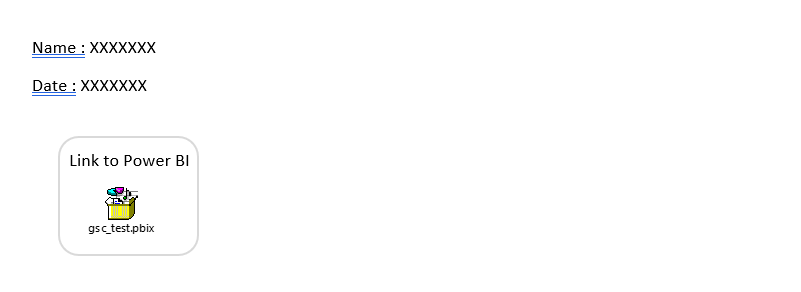 Name : XXXXXXX
Date : XXXXXXX
Link to Power BI
gsc_test.pbix